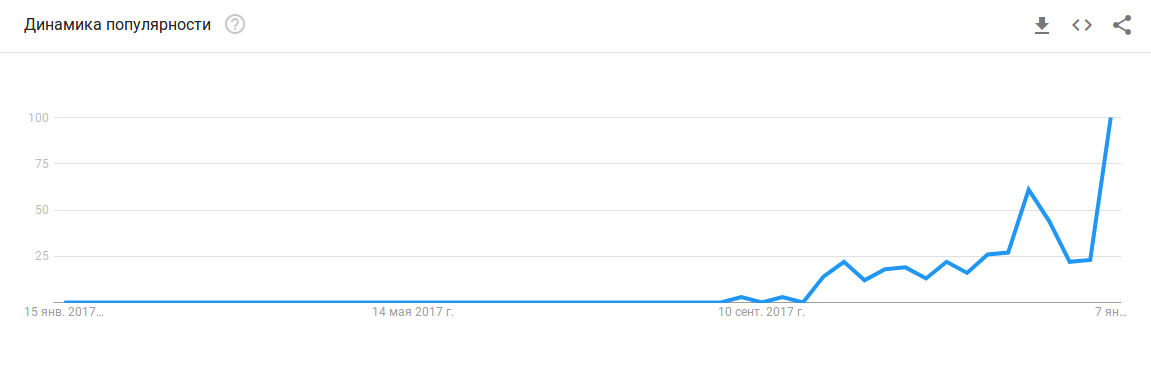 Динамика популярности ?
100
75
50
25
15 янв. 2017…
14 мая 2017 г.
10 сент. 2017 г.
7 ян…